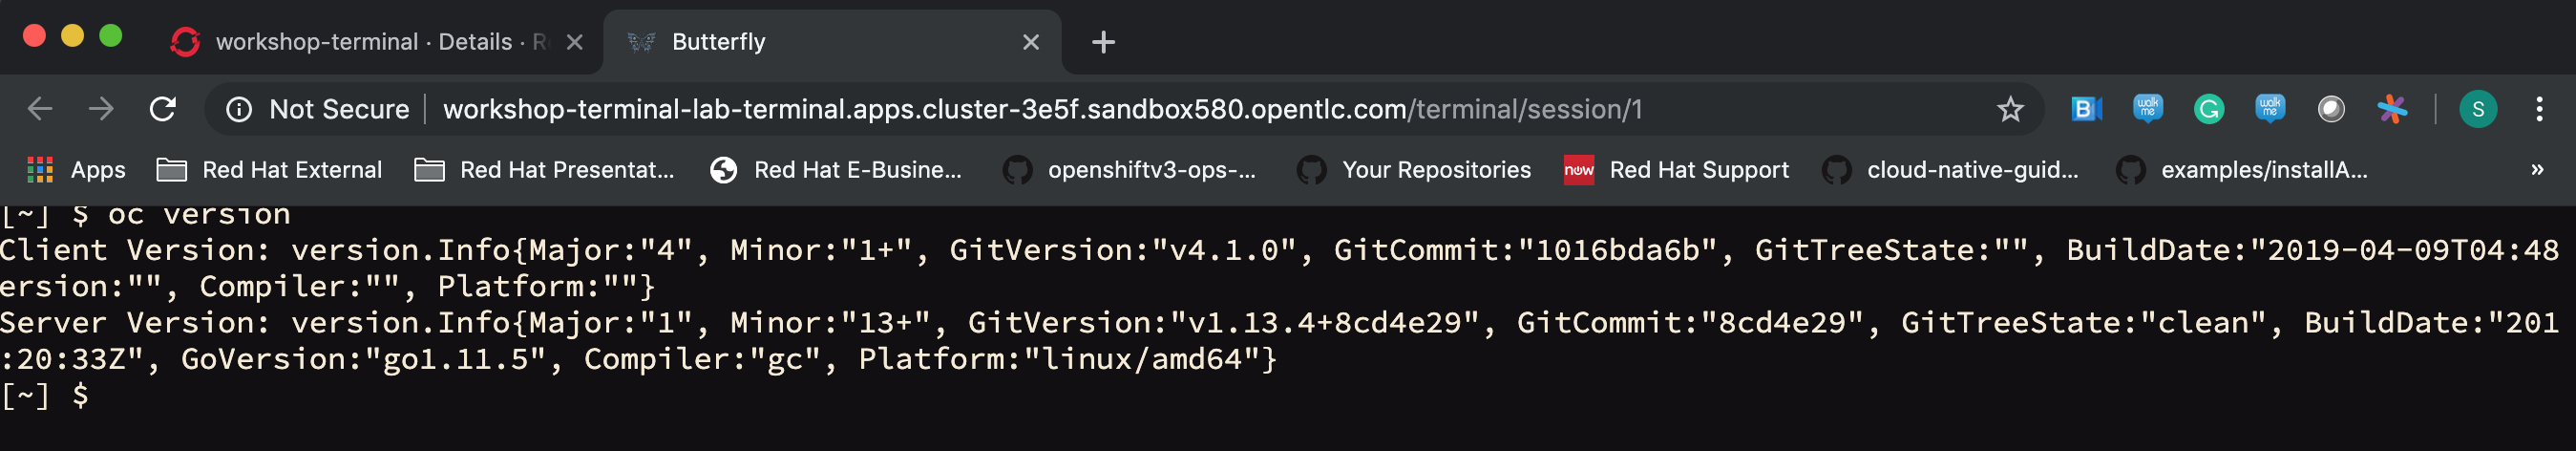 workshop-terminal · Details · R
Butterfly
Not Secure workshop-terminal-lab-terminal.apps.cluster-3e5f.sandbox580.opentlc.com/terminal/session/1
B walk me G walk me S
Apps Red Hat External Red Hat Presentat... Red Hat E-Busine... openshiftv3-ops-... Your Repositories now Red Hat Support cloud-native-guid... examples/installA... »
[~] $ oc version
Client Version: version.Info{Major:"4", Minor:"1+", GitVersion:"v4.1.0", GitCommit:"1016bda6b", GitTreeState:"", BuildDate:"2019-04-09T04:48
ersion:"", Compiler:"", Platform:""}
Server Version: version.Info{Major:"1", Minor:"13+", GitVersion:"v1.13.4+8cd4e29", GitCommit:"8cd4e29", GitTreeState:"clean", BuildDate:"201
:20:33Z", GoVersion:"go1.11.5", Compiler:"gc", Platform:"linux/amd64"}
[~] $